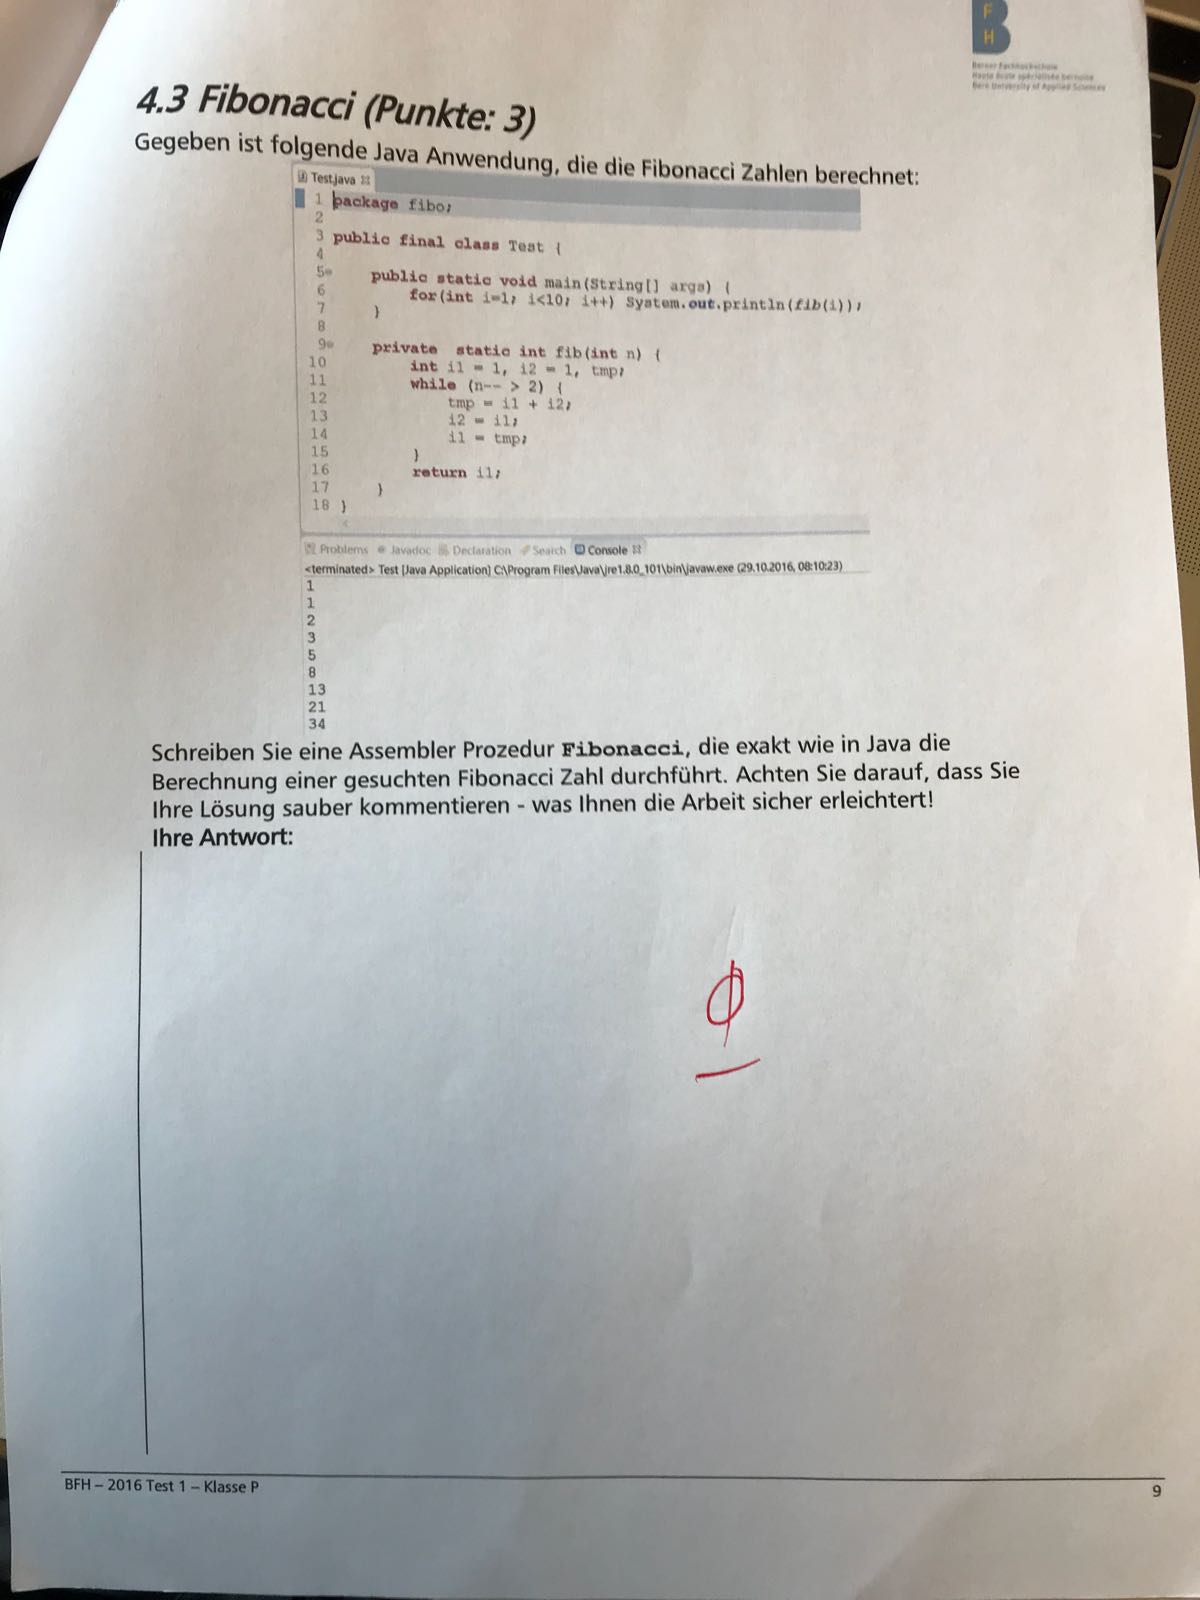 F
H
Berner Fachhochschule
Haute école spécialisée bernoise
Bern University of Applied Sciences
4.3 Fibonacci (Punkte: 3)
Gegeben ist folgende Java Anwendung, die die Fibonacci Zahlen berechnet:
Test.java
1 package fibo;
2
3 public final class Test {
4
5 public static void main(String[] args) {
6 for(int i=1; i<10; i++) System.out.println(fib(i));
7 }
8
9 private static int fib(int n) {
10 int i1 = 1, i2 = 1, tmp;
11 while (n-- > 2) {
12 tmp = i1 + i2;
13 i2 = i1;
14 i1 = tmp;
15 }
16 return i1;
17 }
18 }
Problems Javadoc Declaration Search Console
<terminated> Test [Java Application] C:\Program Files\Java\jre1.8.0_101\bin\javaw.exe (29.10.2016, 08:10:23)
1
1
2
3
5
8
13
21
34
Schreiben Sie eine Assembler Prozedur Fibonacci, die exakt wie in Java die
Berechnung einer gesuchten Fibonacci Zahl durchführt. Achten Sie darauf, dass Sie
Ihre Lösung sauber kommentieren - was Ihnen die Arbeit sicher erleichtert!
Ihre Antwort:
0
BFH – 2016 Test 1 – Klasse P
9